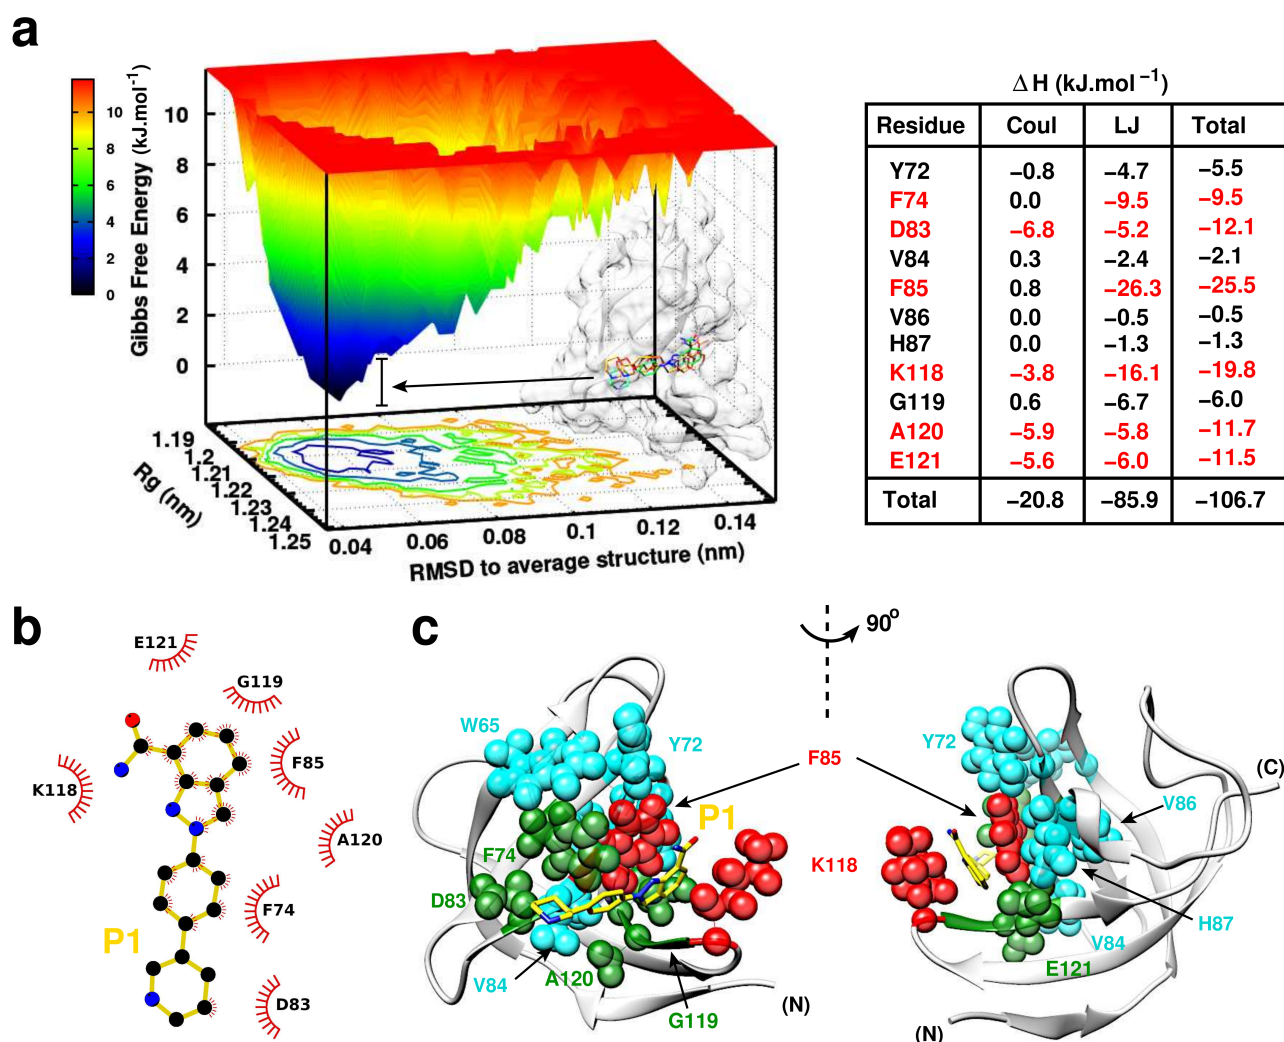 a
10
8
6
4
2
0
Gibbs Free Energy (kJ.mol⁻¹)
10
8
6
4
2
0
1.19
1.2
1.21
1.22
1.23
1.24
1.25
Rg (nm)
0.04
0.06
0.08
0.1
0.12
0.14
RMSD to average structure (nm)
Δ H (kJ.mol⁻¹)
Residue Coul LJ Total
Y72 −0.8 −4.7 −5.5
F74 0.0 −9.5 −9.5
D83 −6.8 −5.2 −12.1
V84 0.3 −2.4 −2.1
F85 0.8 −26.3 −25.5
V86 0.0 −0.5 −0.5
H87 0.0 −1.3 −1.3
K118 −3.8 −16.1 −19.8
G119 0.6 −6.7 −6.0
A120 −5.9 −5.8 −11.7
E121 −5.6 −6.0 −11.5
Total −20.8 −85.9 −106.7
b
E121
G119
F85
K118
A120
F74
P1
D83
c
90º
W65
Y72
F85
P1
F74
K118
D83
V84
A120
G119
(N)
Y72
(C)
V86
H87
V84
E121
(N)